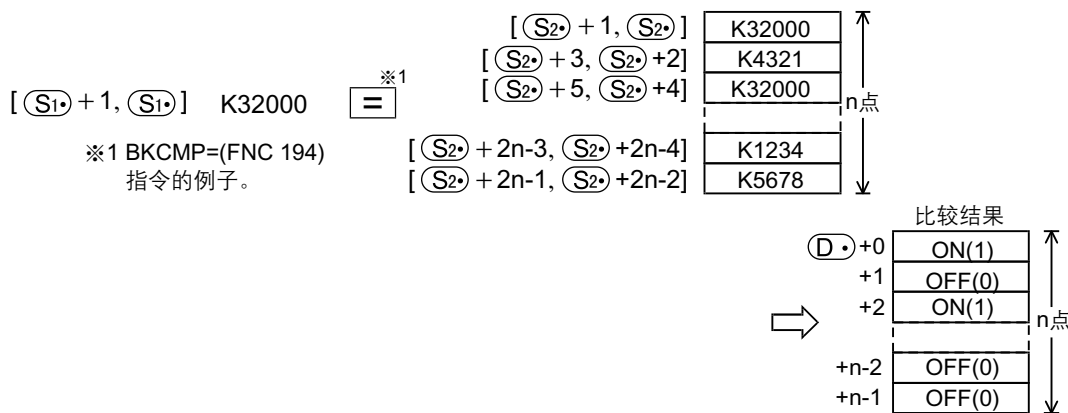 [ S2• + 1, S2• ] K32000
[ S2• + 3, S2• +2] K4321
[ S2• + 5, S2• +4] K32000
n点
[ S1• + 1, S1• ] K32000 = ※1
※1 BKCMP=(FNC 194)
指令的例子。
[ S2• + 2n-3, S2• +2n-4] K1234
[ S2• + 2n-1, S2• +2n-2] K5678
比较结果
D • +0 ON(1)
+1 OFF(0)
+2 ON(1)
n点
+n-2 OFF(0)
+n-1 OFF(0)